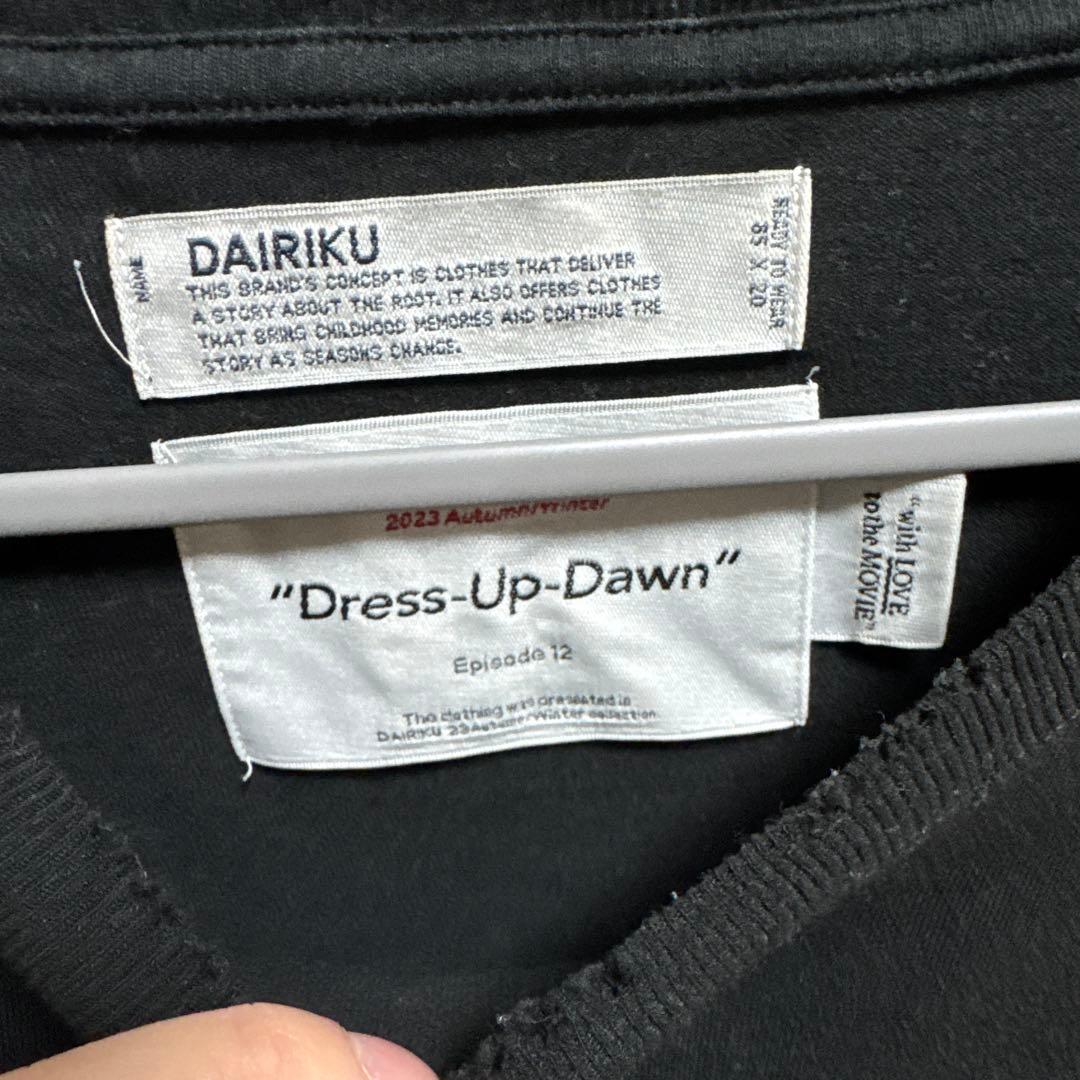 NAME
DAIRIKU
THIS BRAND'S CONCEPT IS CLOTHES THAT DELIVER
A STORY ABOUT THE ROOT. IT ALSO OFFERS CLOTHES
THAT BRING CHILDHOOD MEMORIES AND CONTINUE THE
STORY AS SEASONS CHANGE.
READY TO WEAR
85 X 20
2023 Autumn/Winter
"Dress-Up-Dawn"
Episode 12
The clothing was presented in
DAIRIKU 23Autumn/Winter collection
"with LOVE
to the MOVIE"